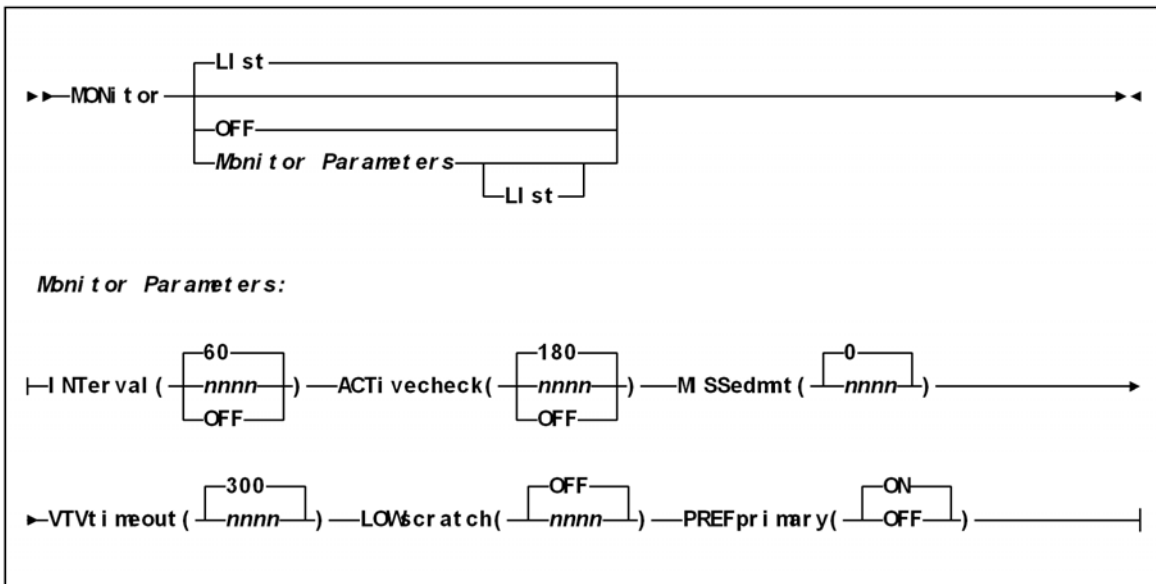 LIst
MONitor
OFF
Monitor Parameters
LIst
Monitor Parameters:
60 180 0
INTerval( nnnn ) ACTivecheck( nnnn ) MISSedmnt( nnnn )
OFF OFF
300 OFF ON
VTVtimeout( nnnn ) LOWscratch( nnnn ) PREFprimary( OFF )